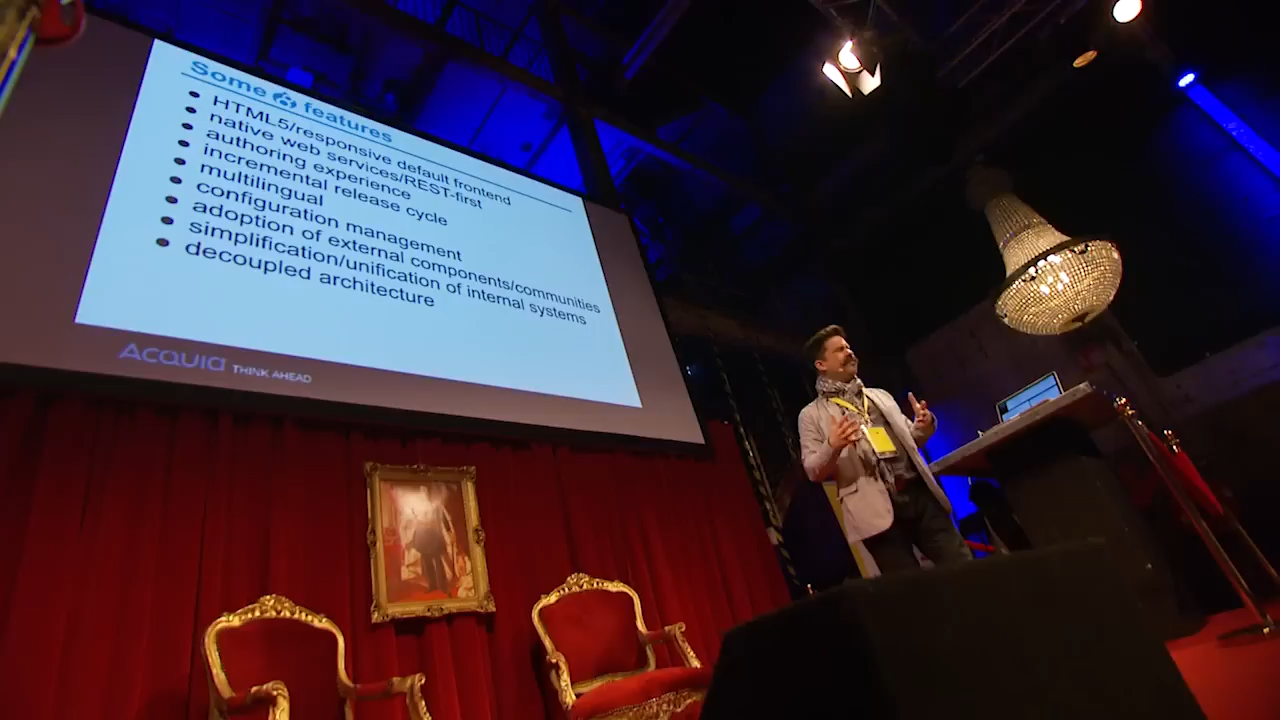 Some 8 features
HTML5/responsive default frontend
native web services/REST-first
authoring experience
incremental release cycle
multilingual
configuration management
adoption of external components/communities
simplification/unification of internal systems
decoupled architecture
ACQUIA THINK AHEAD